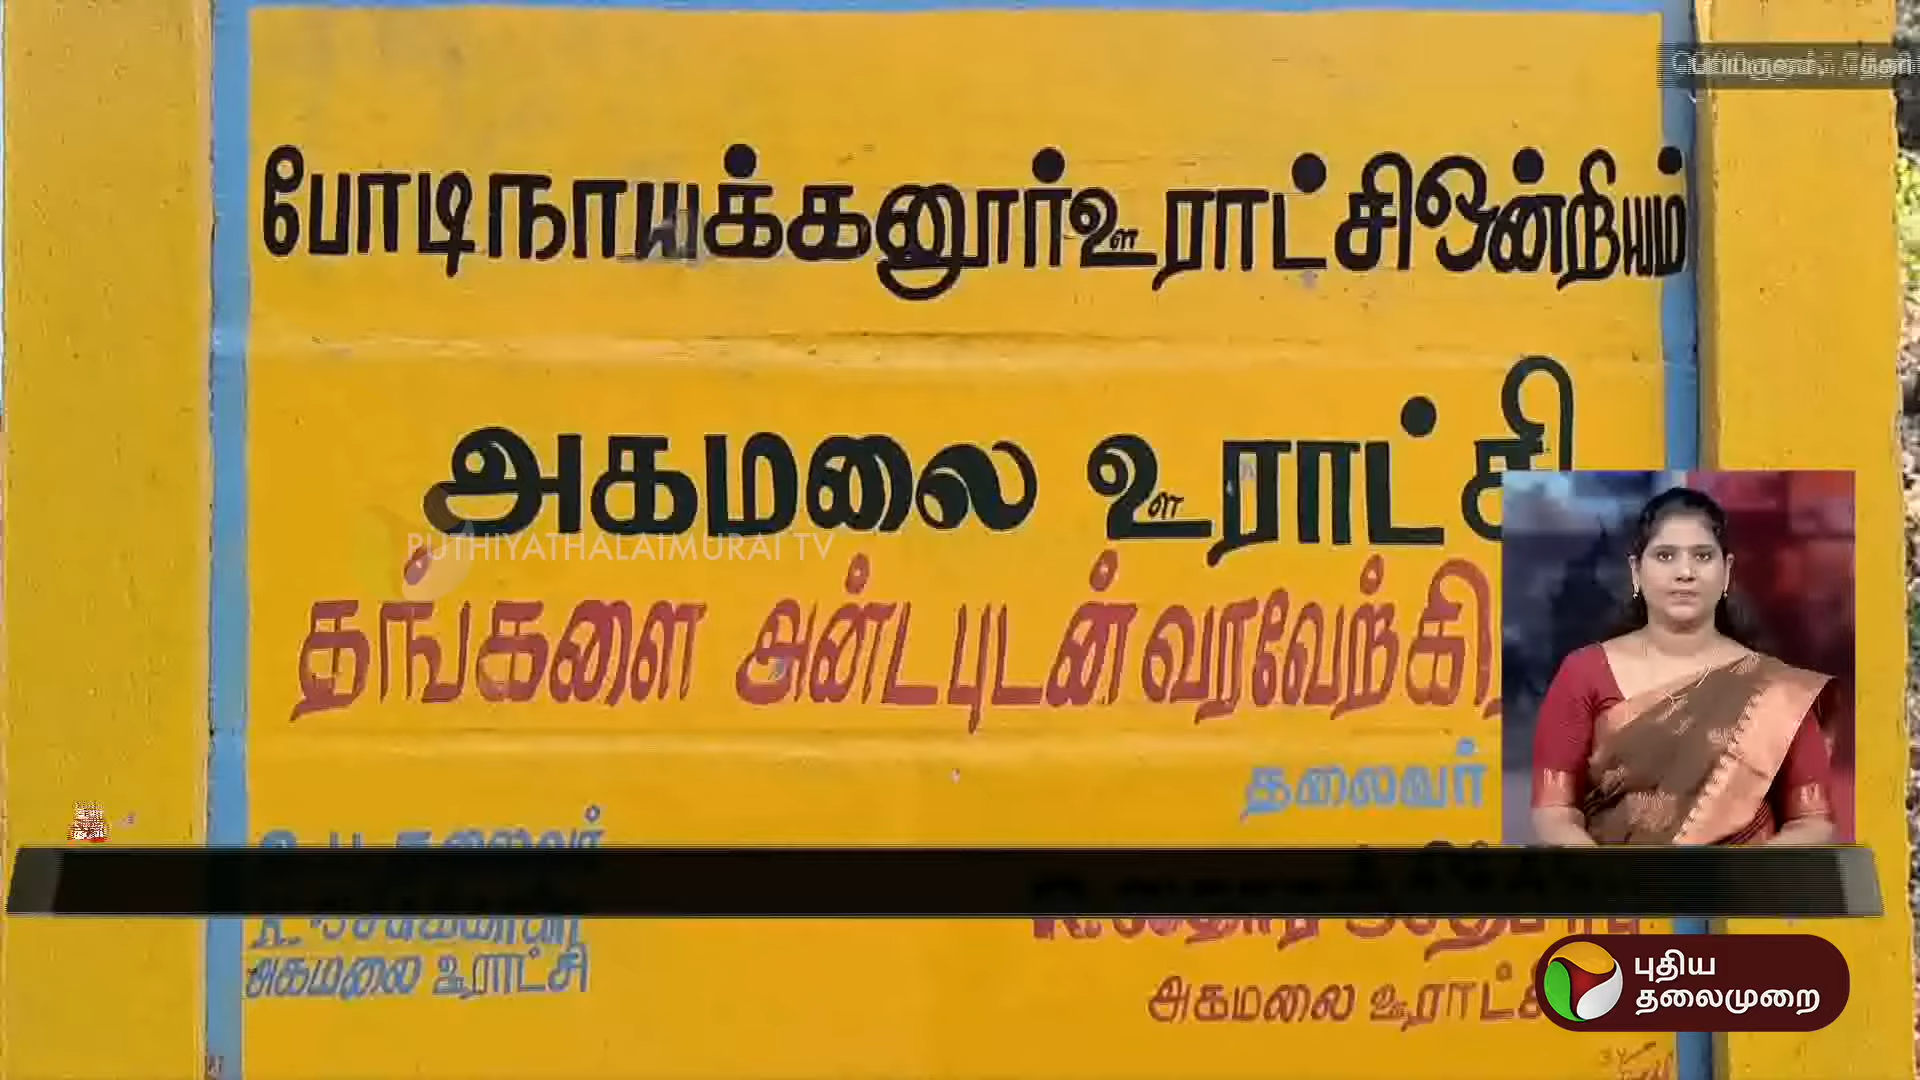 போடிநாயக்கனூர்ஊராட்சிஒன்றியம்
அகமலை ஊராட்சி
PUTHIYATHALAIMURAI TV
தங்களை அன்டபுடன்வரவேற்கி
தலைவர்
அகமலை ஊராட்சி
அகமலை ஊராட்சி
புதிய
தலைமுறை